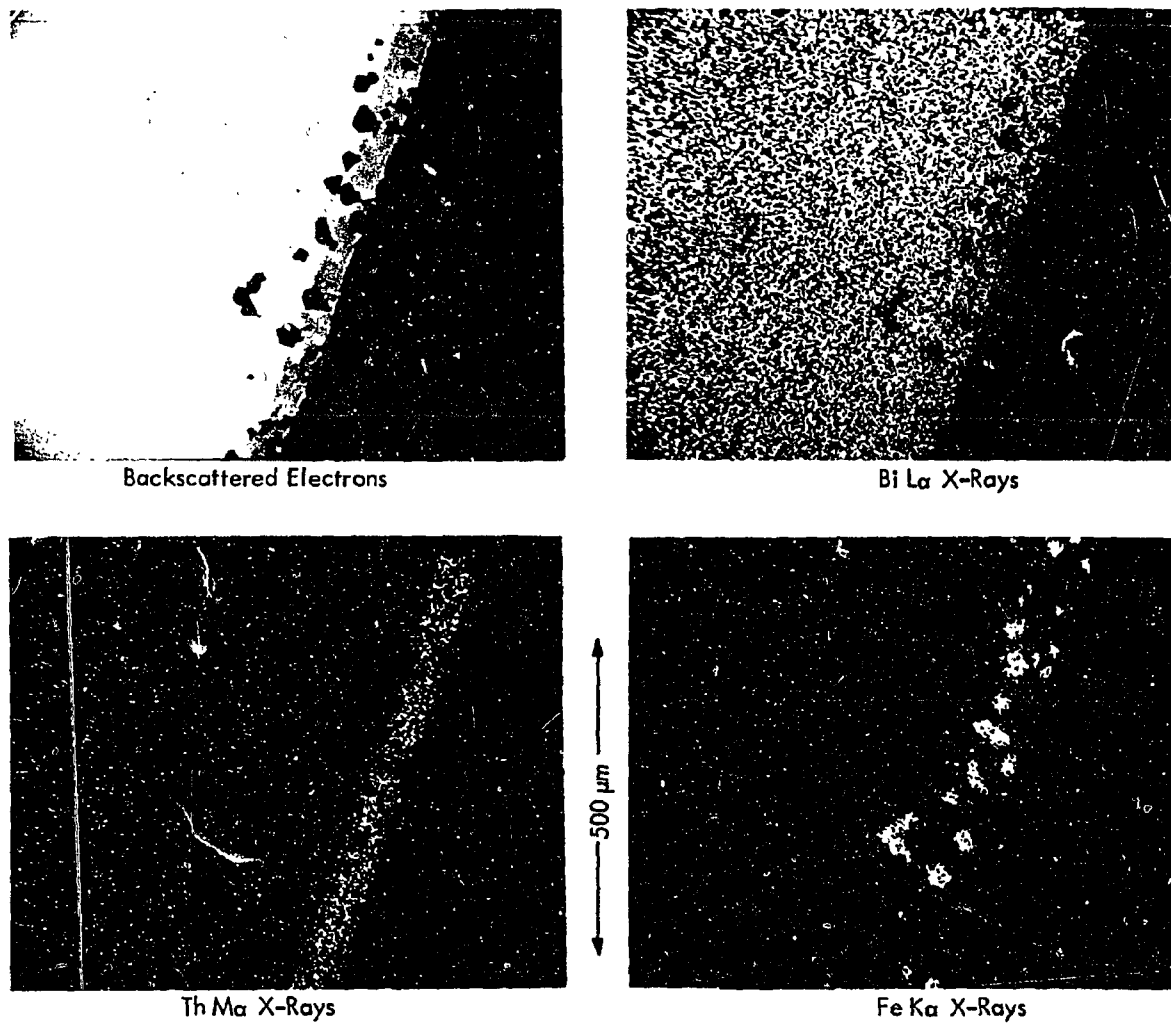 Backscattered Electrons
Bi Lα X-Rays
500 μm
Th Mα X-Rays
Fe Kα X-Rays